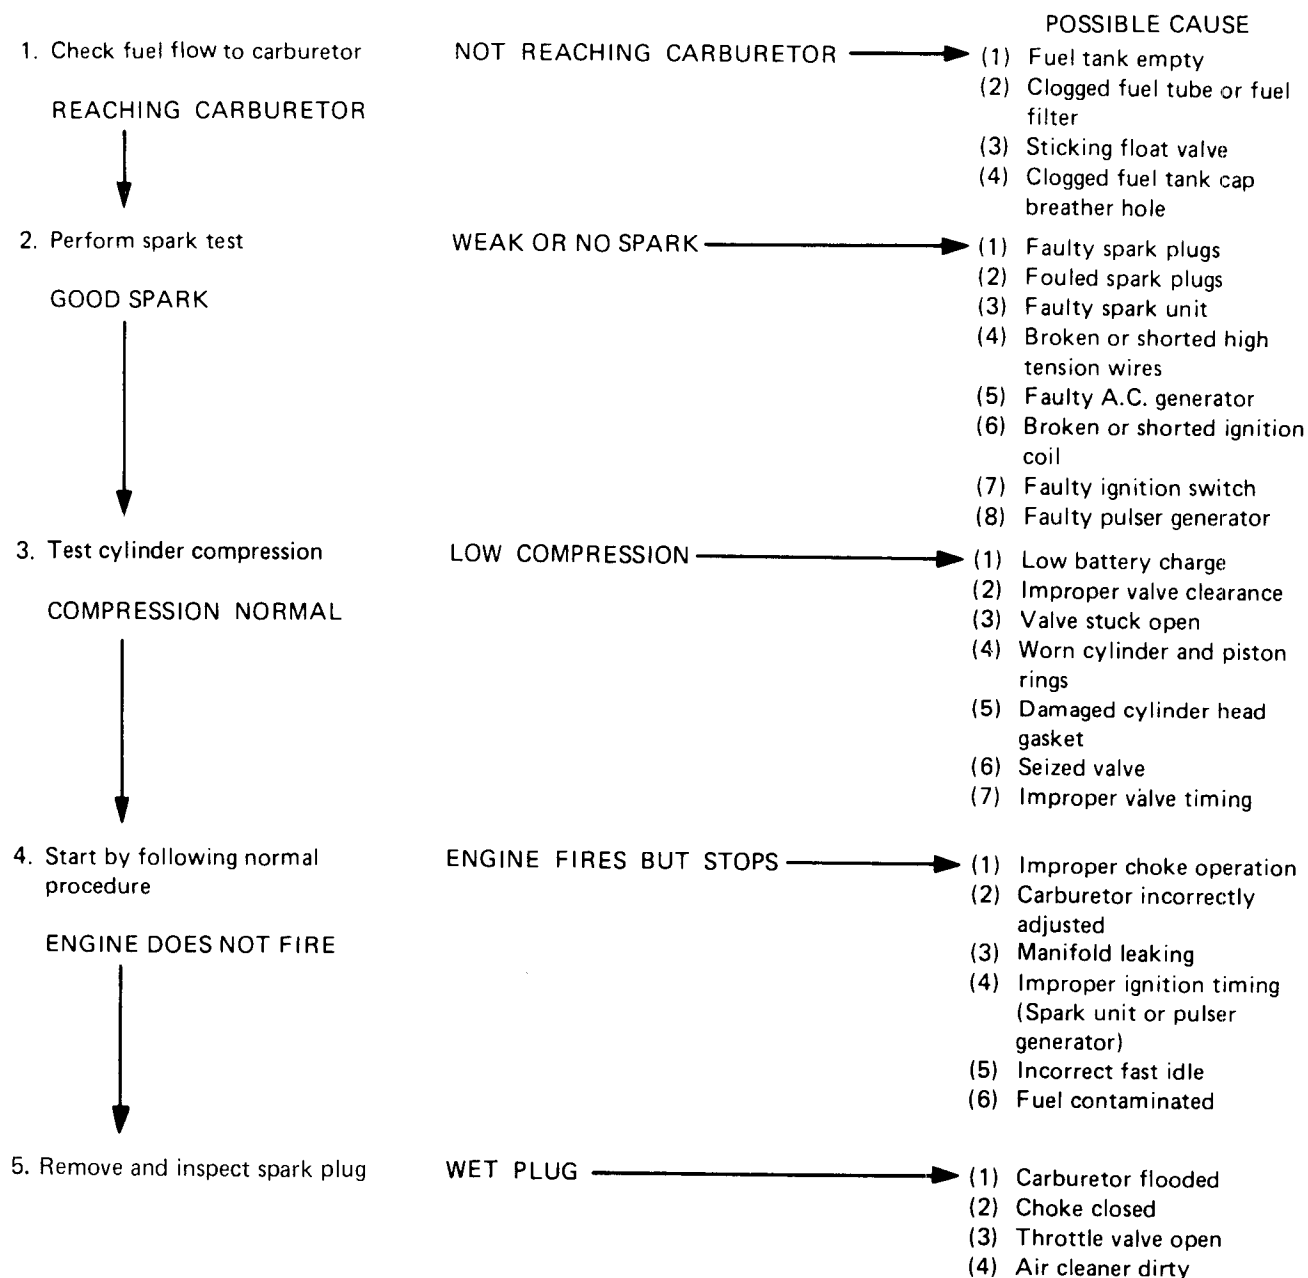 POSSIBLE CAUSE
1. Check fuel flow to carburetor
NOT REACHING CARBURETOR
(1) Fuel tank empty
(2) Clogged fuel tube or fuel
filter
(3) Sticking float valve
(4) Clogged fuel tank cap
breather hole
REACHING CARBURETOR
2. Perform spark test
WEAK OR NO SPARK
(1) Faulty spark plugs
(2) Fouled spark plugs
(3) Faulty spark unit
(4) Broken or shorted high
tension wires
(5) Faulty A.C. generator
(6) Broken or shorted ignition
coil
(7) Faulty ignition switch
(8) Faulty pulser generator
GOOD SPARK
3. Test cylinder compression
LOW COMPRESSION
(1) Low battery charge
(2) Improper valve clearance
(3) Valve stuck open
(4) Worn cylinder and piston
rings
(5) Damaged cylinder head
gasket
(6) Seized valve
(7) Improper valve timing
COMPRESSION NORMAL
4. Start by following normal
procedure
ENGINE FIRES BUT STOPS
(1) Improper choke operation
(2) Carburetor incorrectly
adjusted
(3) Manifold leaking
(4) Improper ignition timing
(Spark unit or pulser
generator)
(5) Incorrect fast idle
(6) Fuel contaminated
ENGINE DOES NOT FIRE
5. Remove and inspect spark plug
WET PLUG
(1) Carburetor flooded
(2) Choke closed
(3) Throttle valve open
(4) Air cleaner dirty